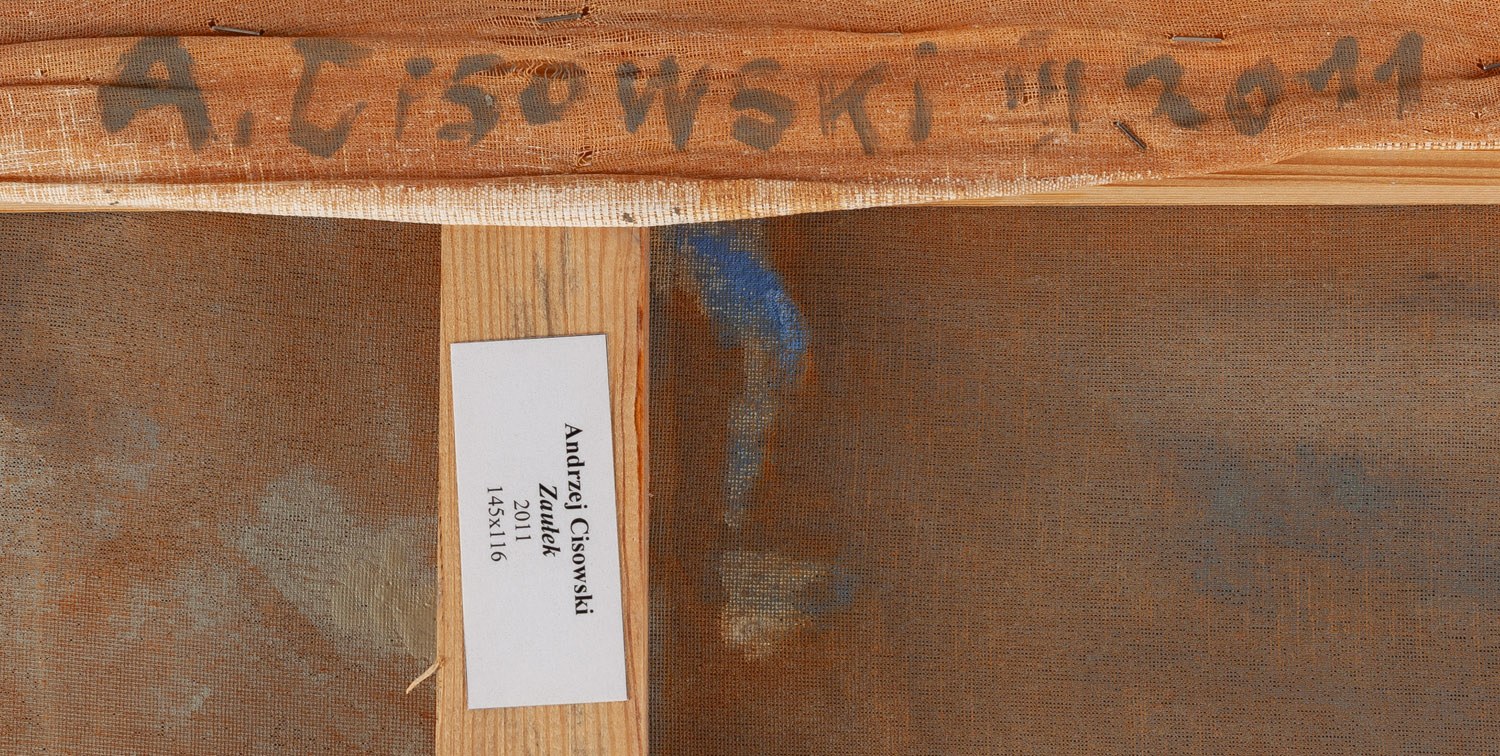 A. Cisowski III 2011
Andrzej Cisowski
Zaułek
2011
145x116